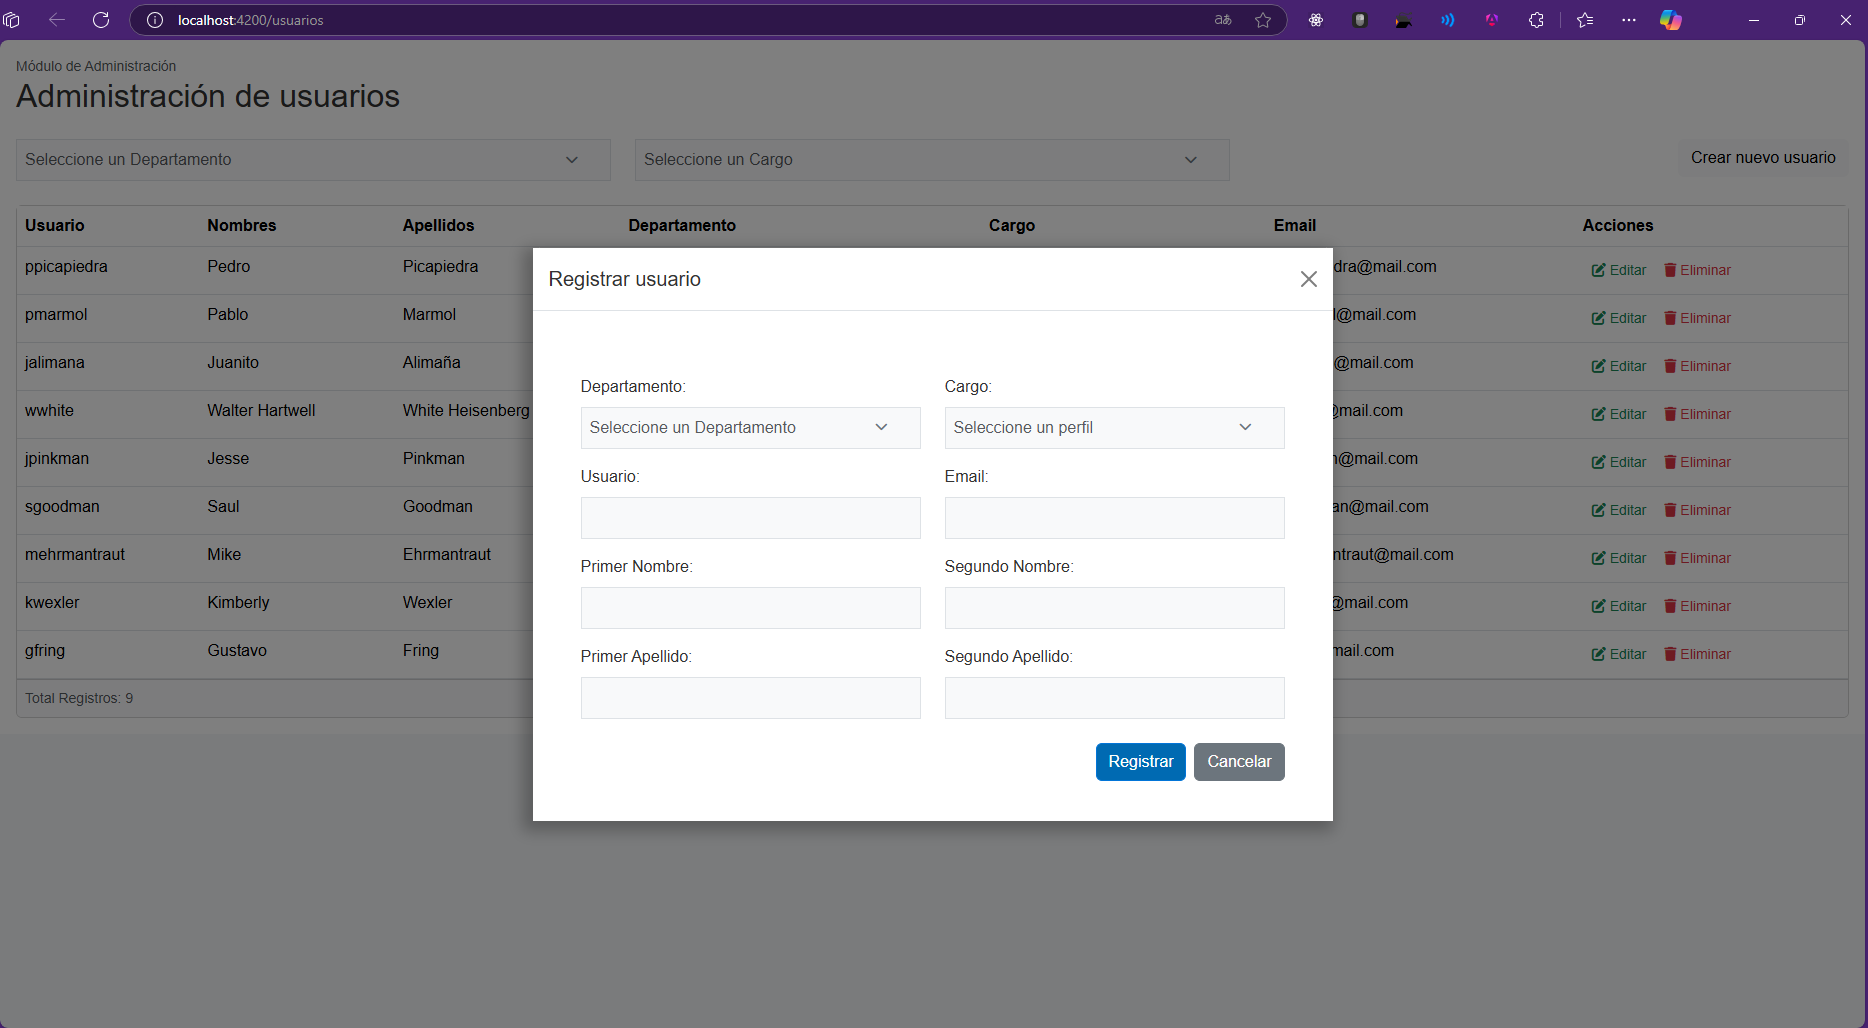 localhost:4200/usuarios
Módulo de Administración
Administración de usuarios
Seleccione un Departamento Seleccione un Cargo Crear nuevo usuario
Usuario Nombres Apellidos Departamento Cargo Email Acciones
ppicapiedra Pedro Picapiedra dra@mail.com Editar Eliminar
pmarmol Pablo Marmol l@mail.com Editar Eliminar
jalimana Juanito Alimaña @mail.com Editar Eliminar
wwhite Walter Hartwell White Heisenberg @mail.com Editar Eliminar
jpinkman Jesse Pinkman n@mail.com Editar Eliminar
sgoodman Saul Goodman an@mail.com Editar Eliminar
mehrmantraut Mike Ehrmantraut ntraut@mail.com Editar Eliminar
kwexler Kimberly Wexler @mail.com Editar Eliminar
gfring Gustavo Fring mail.com Editar Eliminar
Total Registros: 9
Registrar usuario
Departamento: Cargo:
Seleccione un Departamento Seleccione un perfil
Usuario: Email:
Primer Nombre: Segundo Nombre:
Primer Apellido: Segundo Apellido:
Registrar Cancelar